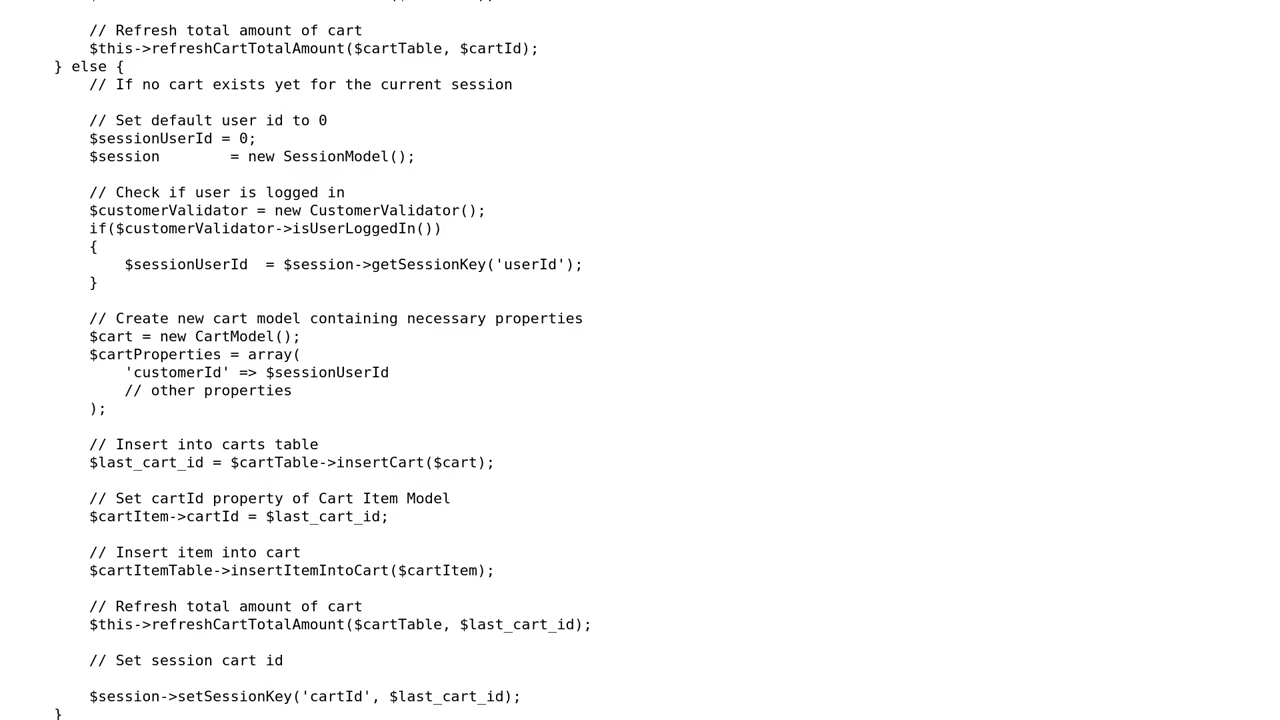 // Refresh total amount of cart
$this->refreshCartTotalAmount($cartTable, $cartId);
} else {
// If no cart exists yet for the current session
// Set default user id to 0
$sessionUserId = 0;
$session        = new SessionModel();
// Check if user is logged in
$customerValidator = new CustomerValidator();
if($customerValidator->isUserLoggedIn())
{
$sessionUserId  = $session->getSessionKey('userId');
}
// Create new cart model containing necessary properties
$cart = new CartModel();
$cartProperties = array(
'customerId' => $sessionUserId
// other properties
);
// Insert into carts table
$last_cart_id = $cartTable->insertCart($cart);
// Set cartId property of Cart Item Model
$cartItem->cartId = $last_cart_id;
// Insert item into cart
$cartItemTable->insertItemIntoCart($cartItem);
// Refresh total amount of cart
$this->refreshCartTotalAmount($cartTable, $last_cart_id);
// Set session cart id
$session->setSessionKey('cartId', $last_cart_id);
}